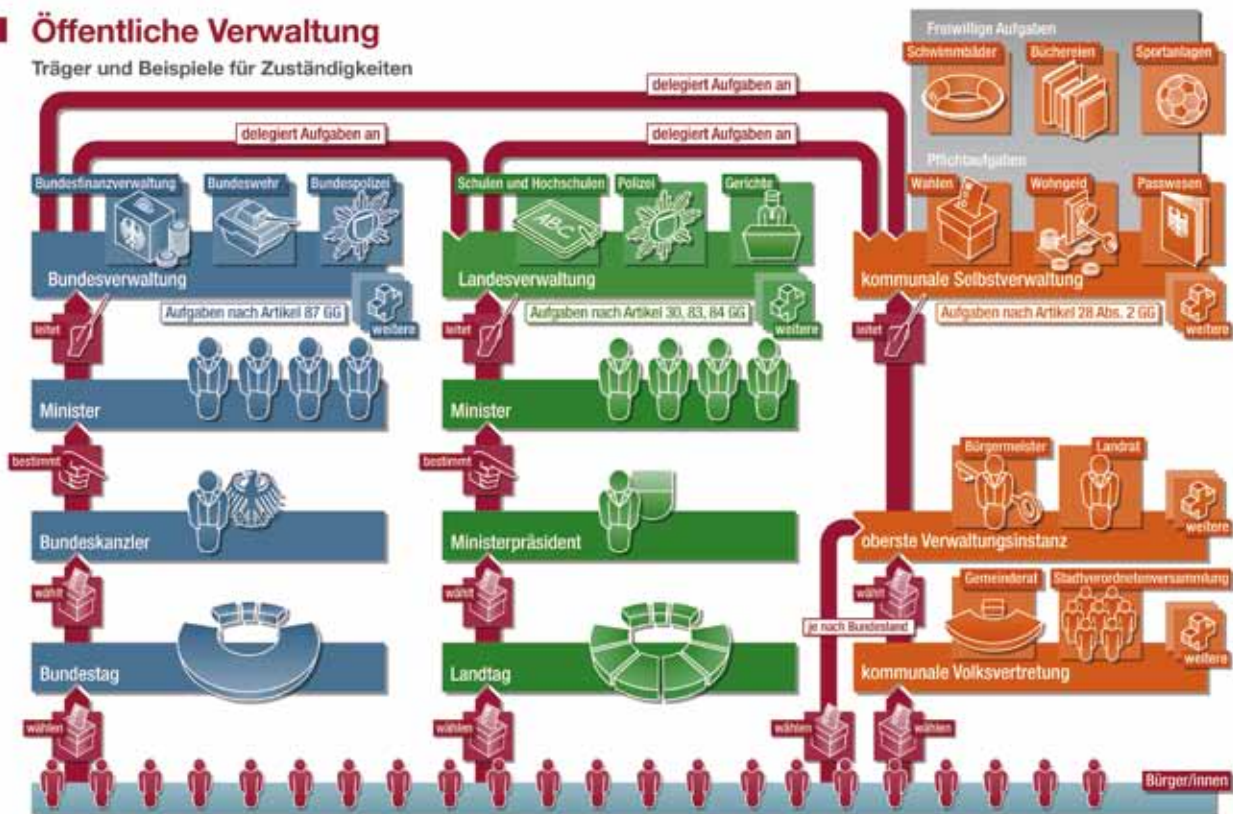 Öffentliche Verwaltung
Träger und Beispiele für Zuständigkeiten
Freiwillige Aufgaben
Schwimmbäder
Büchereien
Sportanlagen
delegiert Aufgaben an
delegiert Aufgaben an
delegiert Aufgaben an
Pflichtaufgaben
Bundesfinanzverwaltung
Bundeswehr
Bundespolizei
Schulen und Hochschulen
Polizei
Gerichte
Wahlen
Wohngeld
Passwesen
ABC
Bundesverwaltung
Landesverwaltung
kommunale Selbstverwaltung
Aufgaben nach Artikel 87 GG
weitere
Aufgaben nach Artikel 30, 83, 84 GG
weitere
Aufgaben nach Artikel 28 Abs. 2 GG
weitere
leitet
leitet
leitet
Minister
Minister
bestimmt
bestimmt
Bürgermeister
Landrat
weitere
Bundeskanzler
Ministerpräsident
oberste Verwaltungsinstanz
wählt
wählt
wählt
Gemeinderat
Stadtverordnetenversammlung
je nach Bundesland
weitere
Bundestag
Landtag
kommunale Volksvertretung
wählen
wählen
wählen
wählen
Bürger/innen